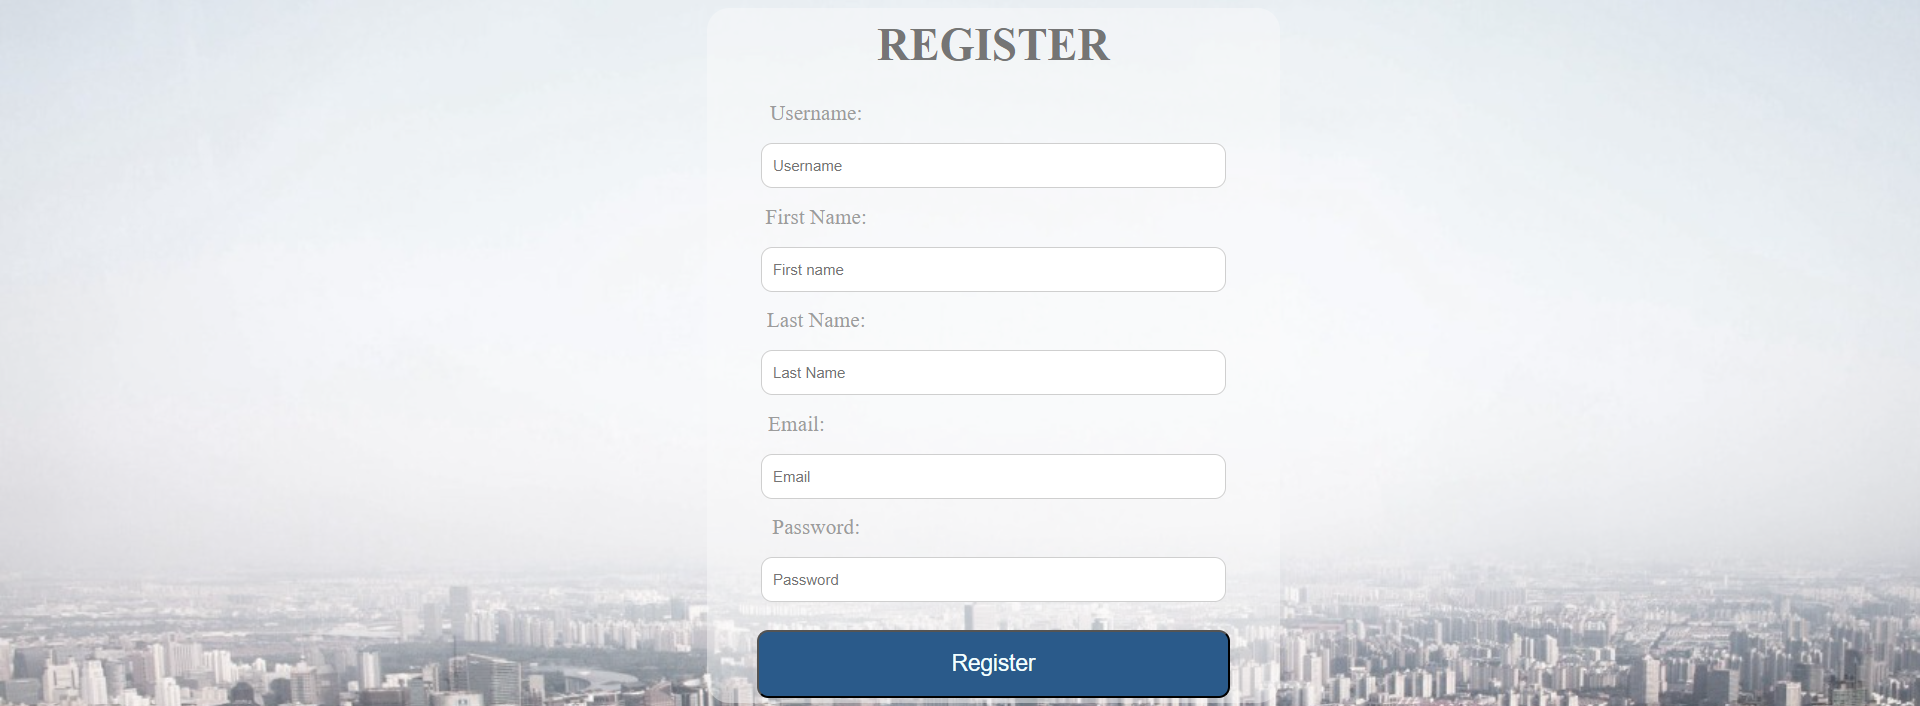 REGISTER
Username:
Username
First Name:
First name
Last Name:
Last Name
Email:
Email
Password:
Password
Register